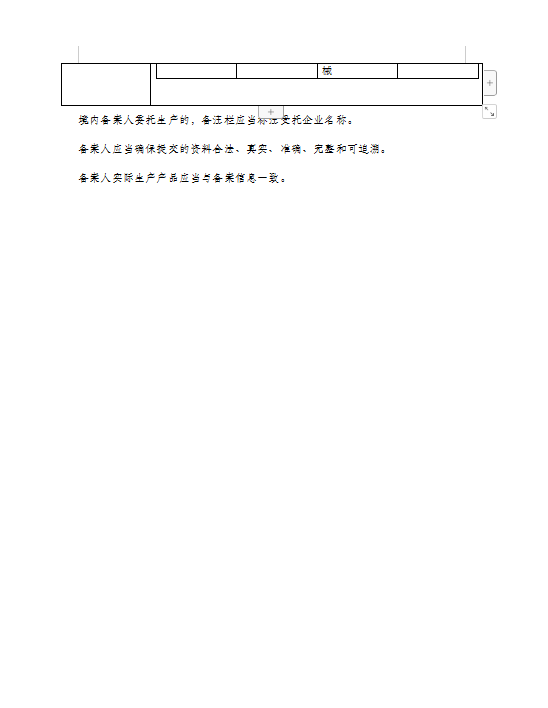 械
境内备案人委托生产的，备注栏应当标注受托企业名称。
备案人应当确保提交的资料合法、真实、准确、完整和可追溯。
备案人实际生产产品应当与备案信息一致。